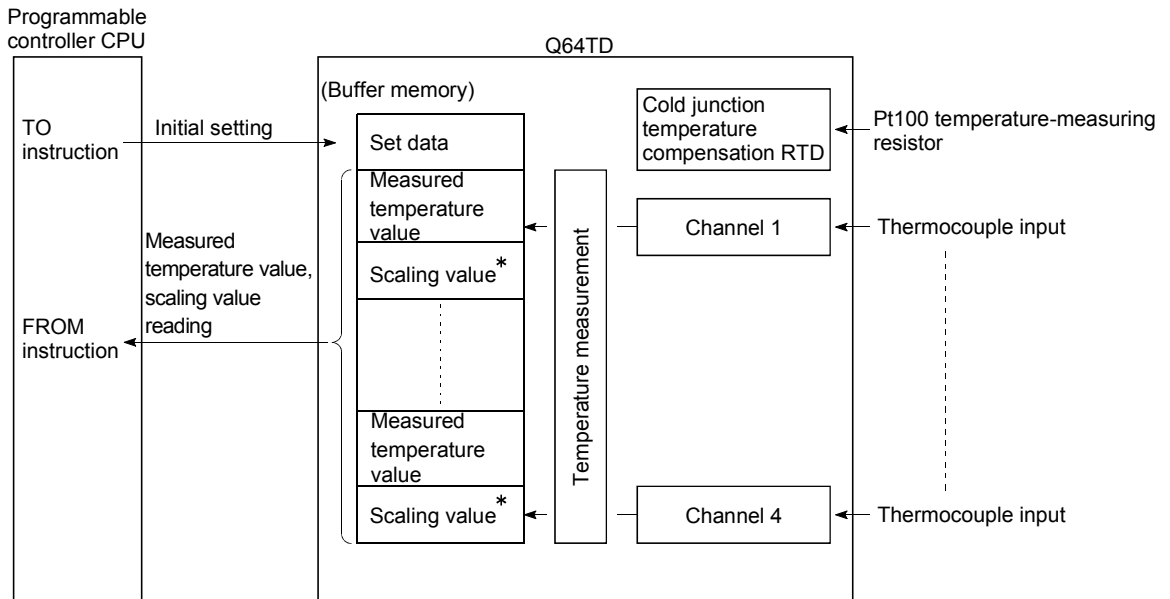 Programmable
controller CPU
Q64TD
(Buffer memory)
TO
instruction
Initial setting
Set data
Cold junction
temperature
compensation RTD
Pt100 temperature-measuring
resistor
Measured
temperature
value
Channel 1
Thermocouple input
Scaling value*
Measured
temperature value,
scaling value
reading
FROM
instruction
Temperature measurement
Measured
temperature
value
Scaling value*
Channel 4
Thermocouple input